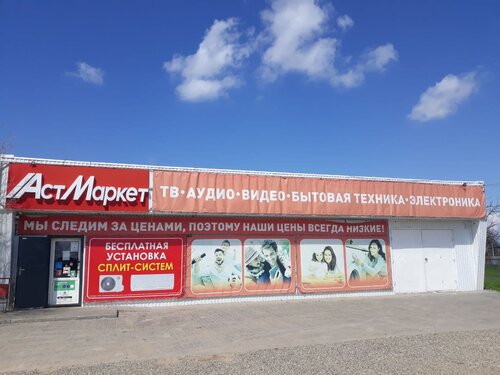 АстМаркет
ТВ•АУДИО•ВИДЕО•БЫТОВАЯ ТЕХНИКА•ЭЛЕКТРОНИКА
МЫ СЛЕДИМ ЗА ЦЕНАМИ, ПОЭТОМУ НАШИ ЦЕНЫ ВСЕГДА НИЗКИЕ!
БЕСПЛАТНАЯ
УСТАНОВКА
СПЛИТ-СИСТЕМ